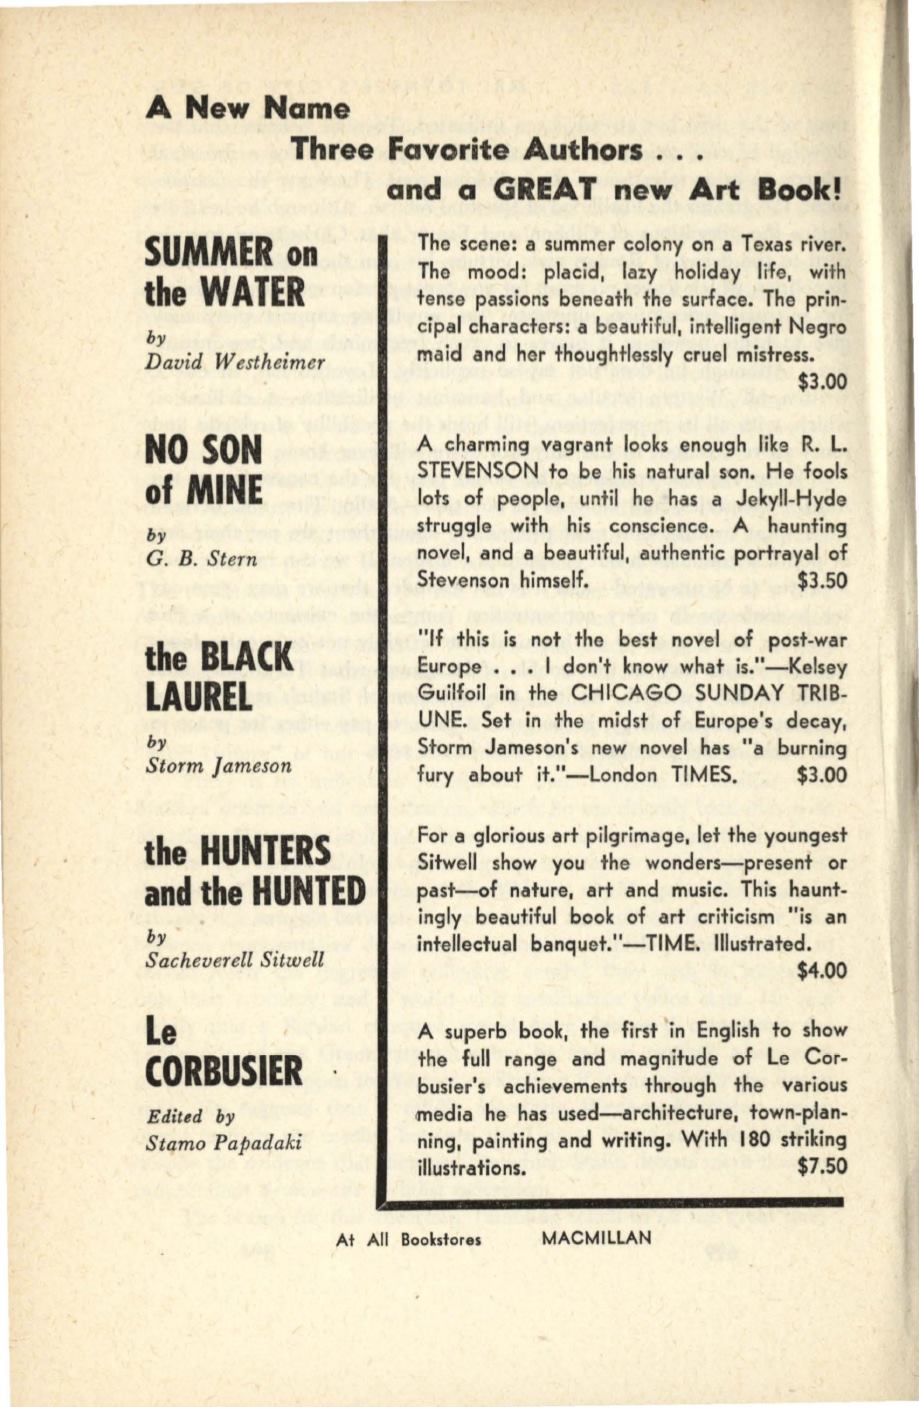 A New Name
Three Favorite Authors . . .
and a GREAT new Art Book!
SUMMER on
the WATER
by
David Westheimer
The scene: a summer colony on a Texas river.
The mood: placid, lazy holiday life, with
tense passions beneath the surface. The prin-
cipal characters: a beautiful, intelligent Negro
maid and her thoughtlessly cruel mistress.
$3.00
NO SON
of MINE
by
G. B. Stern
A charming vagrant looks enough like R. L.
STEVENSON to be his natural son. He fools
lots of people, until he has a Jekyll-Hyde
struggle with his conscience. A haunting
novel, and a beautiful, authentic portrayal of
Stevenson himself. $3.50
the BLACK
LAUREL
by
Storm Jameson
"If this is not the best novel of post-war
Europe . . . I don't know what is."—Kelsey
Guilfoil in the CHICAGO SUNDAY TRIB-
UNE. Set in the midst of Europe's decay,
Storm Jameson's new novel has "a burning
fury about it."—London TIMES. $3.00
the HUNTERS
and the HUNTED
by
Sacheverell Sitwell
For a glorious art pilgrimage, let the youngest
Sitwell show you the wonders—present or
past—of nature, art and music. This haunt-
ingly beautiful book of art criticism "is an
intellectual banquet."—TIME. Illustrated.
$4.00
Le
CORBUSIER
Edited by
Stamo Papadaki
A superb book, the first in English to show
the full range and magnitude of Le Cor-
busier's achievements through the various
media he has used—architecture, town-plan-
ning, painting and writing. With 180 striking
illustrations. $7.50
At All Bookstores MACMILLAN